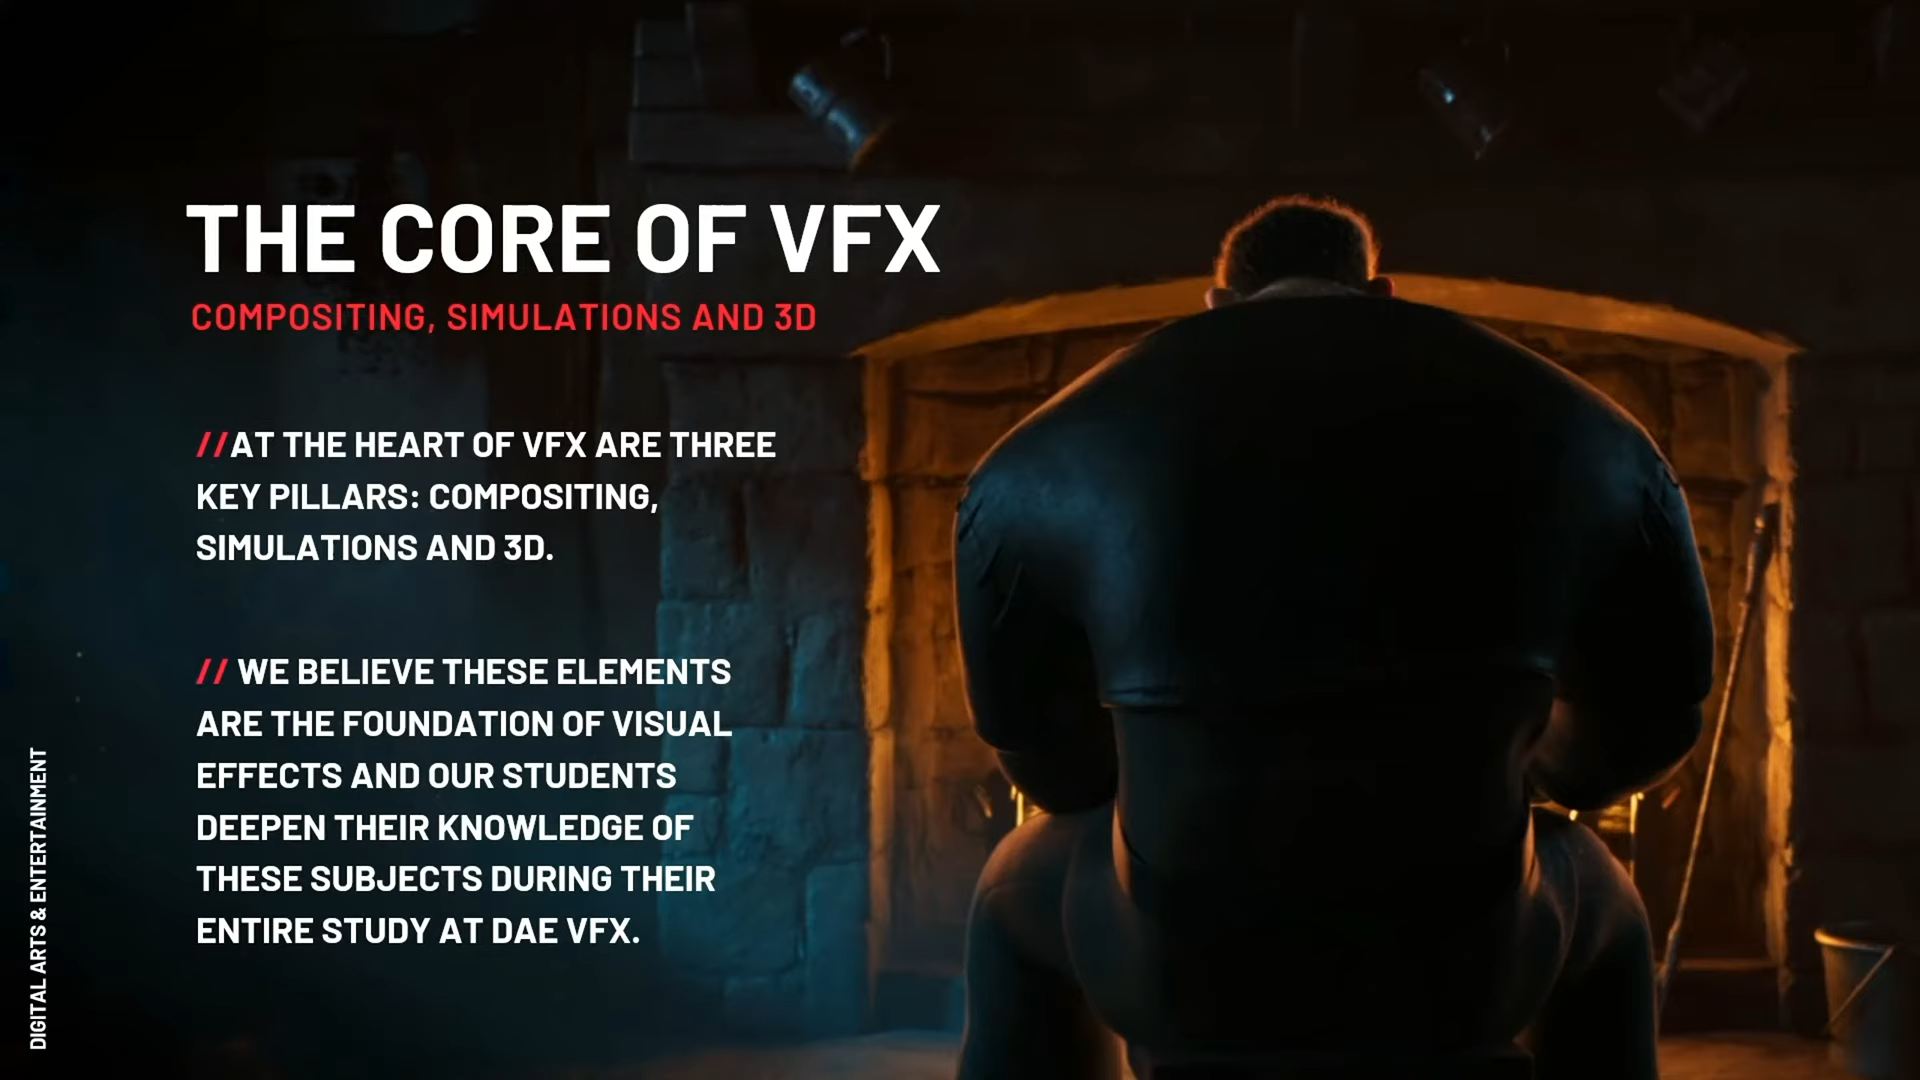 THE CORE OF VFX
COMPOSITING, SIMULATIONS AND 3D
//AT THE HEART OF VFX ARE THREE
KEY PILLARS: COMPOSITING,
SIMULATIONS AND 3D.
// WE BELIEVE THESE ELEMENTS
ARE THE FOUNDATION OF VISUAL
EFFECTS AND OUR STUDENTS
DEEPEN THEIR KNOWLEDGE OF
THESE SUBJECTS DURING THEIR
ENTIRE STUDY AT DAE VFX.
DIGITAL ARTS & ENTERTAINMENT